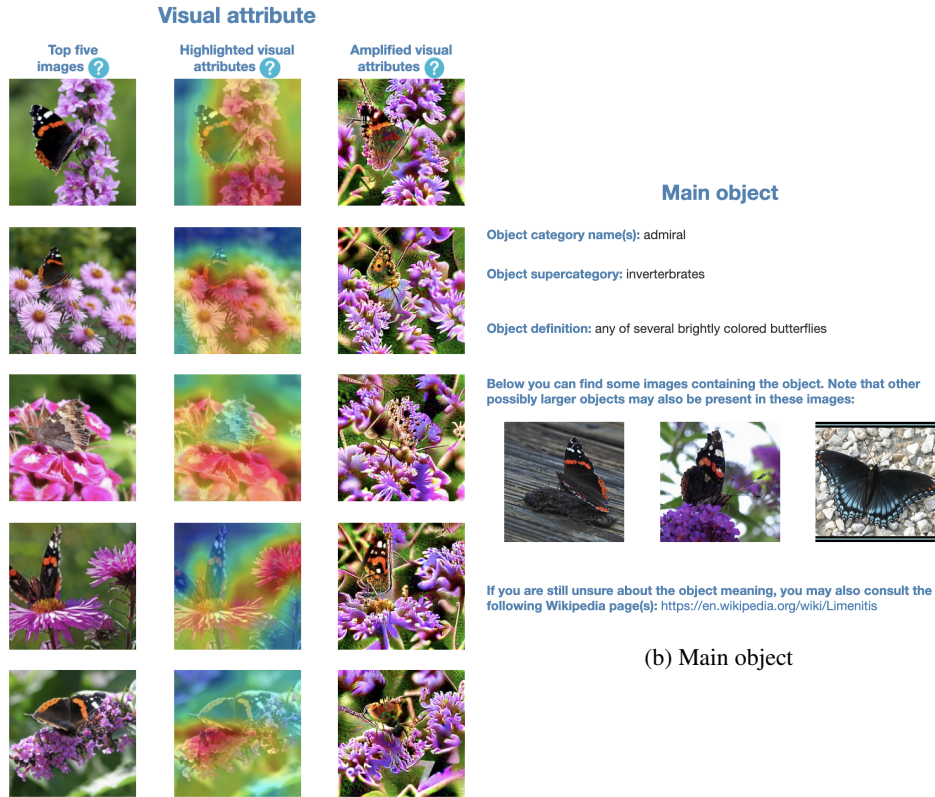 Visual attribute
Top five
images ?
Highlighted visual
attributes ?
Amplified visual
attributes ?
Main object
Object category name(s): admiral
Object supercategory: inverterbrates
Object definition: any of several brightly colored butterflies
Below you can find some images containing the object. Note that other
possibly larger objects may also be present in these images:
If you are still unsure about the object meaning, you may also consult the
following Wikipedia page(s): https://en.wikipedia.org/wiki/Limenitis
(b) Main object